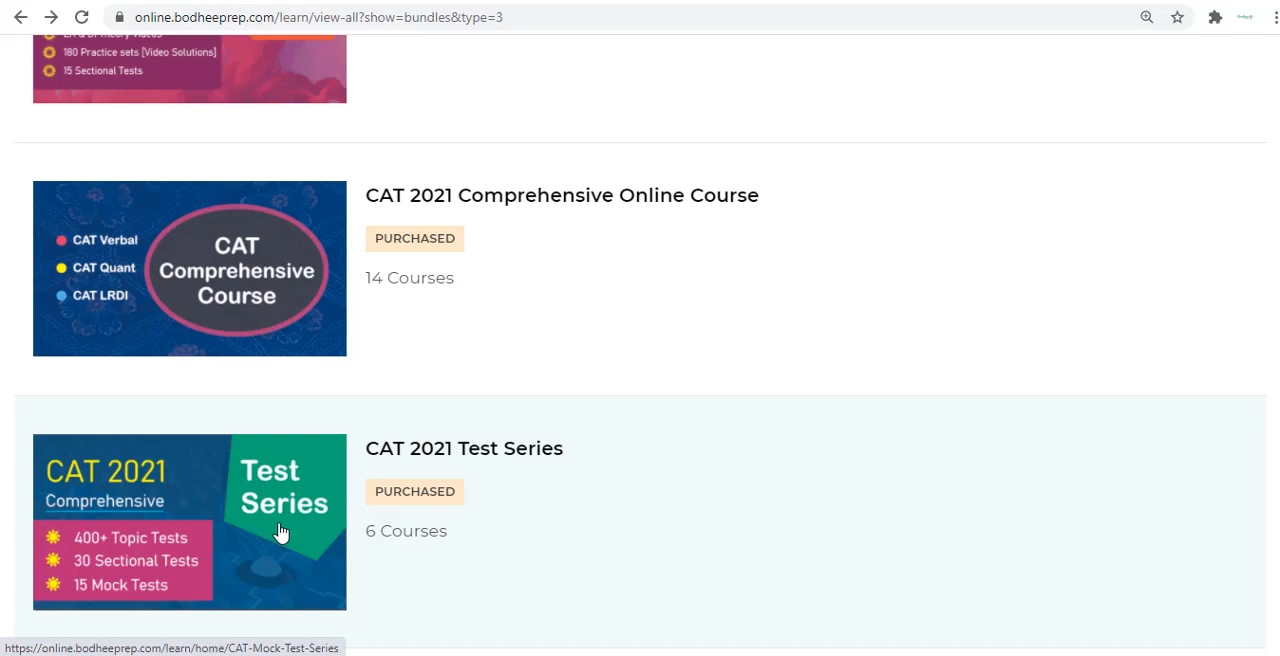 online.bodheeprep.com/learn/view-all?show=bundles&type=3
180 Practice sets [Video Solutions]
15 Sectional Tests
CAT Verbal
CAT Quant
CAT LRDI
CAT
Comprehensive
Course
CAT 2021 Comprehensive Online Course
PURCHASED
14 Courses
CAT 2021
Comprehensive
Test
Series
400+ Topic Tests
30 Sectional Tests
15 Mock Tests
CAT 2021 Test Series
PURCHASED
6 Courses
https://online.bodheeprep.com/learn/home/CAT-Mock-Test-Series